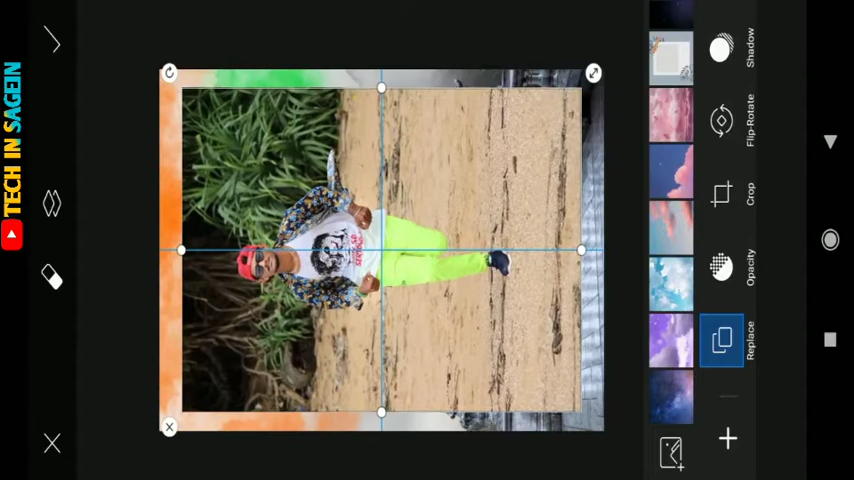 TECH IN SAGEIN
Shadow
Flip-Rotate
Crop
Opacity
Replace